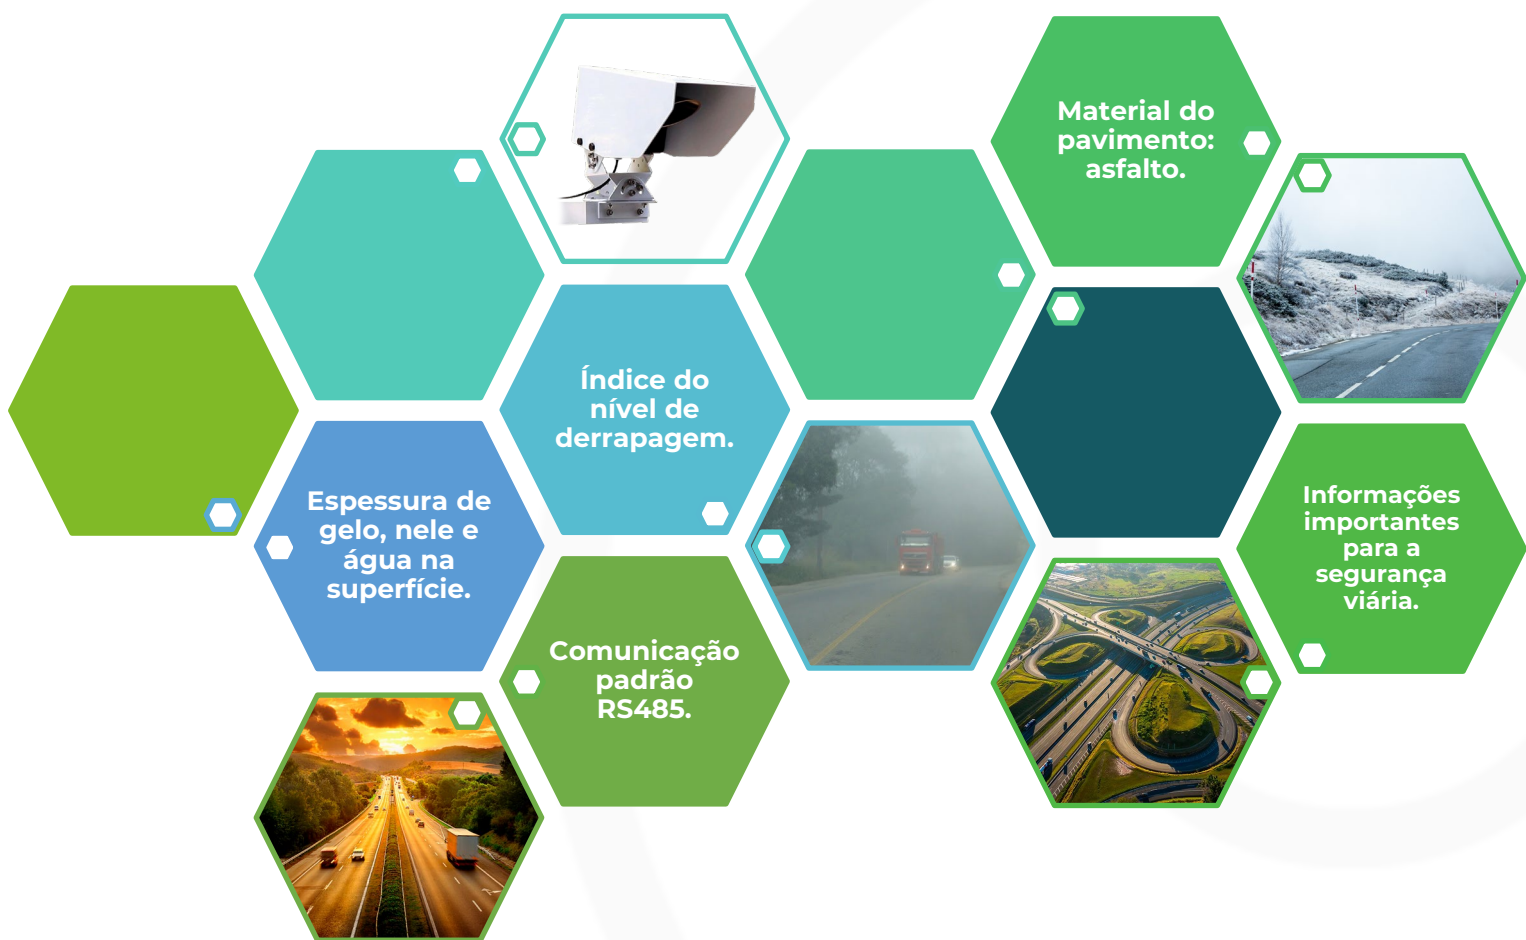 Material do
pavimento:
asfalto.
Índice do
nível de
derrapagem.
Espessura de
gelo, nele e
água na
superfície.
Informações
importantes
para a
segurança
viária.
Comunicação
padrão
RS485.